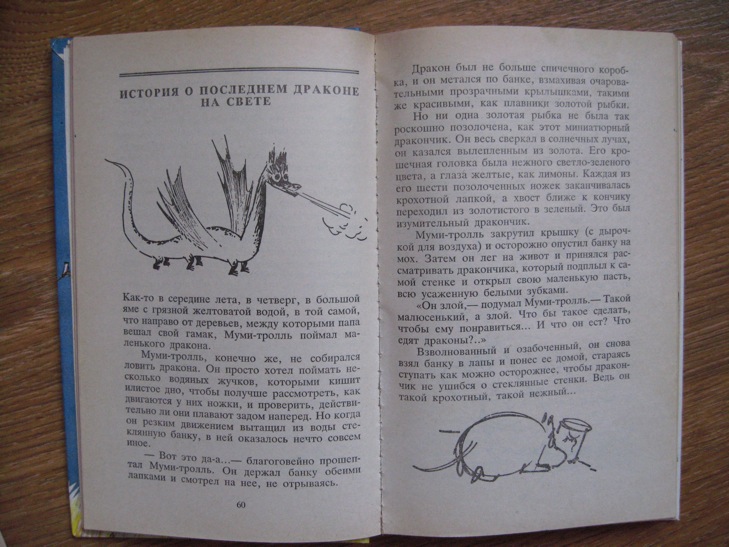 ИСТОРИЯ О ПОСЛЕДНЕМ ДРАКОНЕ
НА СВЕТЕ
Как-то в середине лета, в четверг, в большой
яме с грязной желтоватой водой, в той самой,
что направо от деревьев, между которыми папа
вешал свой гамак, Муми-тролль поймал ма-
ленького дракона.
Муми-тролль, конечно же, не собирался
ловить дракона. Он просто хотел поймать не-
сколько водяных жучков, которыми кишит
илистое дно, чтобы получше рассмотреть, как
двигаются у них ножки, и проверить, действи-
тельно ли они плавают задом наперед. Но когда
он резким движением вытащил из воды сте-
клянную банку, в ней оказалось нечто совсем
иное.
— Вот это да-а...— благоговейно прошеп-
тал Муми-тролль. Он держал банку обеими
лапками и смотрел на нее, не отрываясь.
60
Дракон был не больше спичечного короб-
ка, и он метался по банке, взмахивая очарова-
тельными прозрачными крылышками, такими
же красивыми, как плавники золотой рыбки.
Но ни одна золотая рыбка не была так
роскошно позолочена, как этот миниатюрный
дракончик. Он весь сверкал в солнечных лучах,
он казался вылепленным из золота. Его кро-
шечная головка была нежного светло-зеленого
цвета, а глаза желтые, как лимоны. Каждая из
его шести позолоченных ножек заканчивалась
крохотной лапкой, а хвост ближе к кончику
переходил из золотистого в зеленый. Это был
изумительный дракончик.
Муми-тролль закрутил крышку (с дыроч-
кой для воздуха) и осторожно опустил банку на
мох. Затем он лег на живот и принялся рас-
сматривать дракончика, который подплыл к са-
мой стенке и открыл свою маленькую пасть,
всю усаженную белыми зубками.
«Он злой,— подумал Муми-тролль.— Такой
малюсенький, а злой. Что бы такое сделать,
чтобы ему понравиться... И что он ест? Что
едят драконы?..»
Взволнованный и озабоченный, он снова
взял банку в лапы и понес ее домой, стараясь
ступать как можно осторожнее, чтобы дракон-
чик не ушибся о стеклянные стенки. Ведь он
такой крохотный, такой нежный...